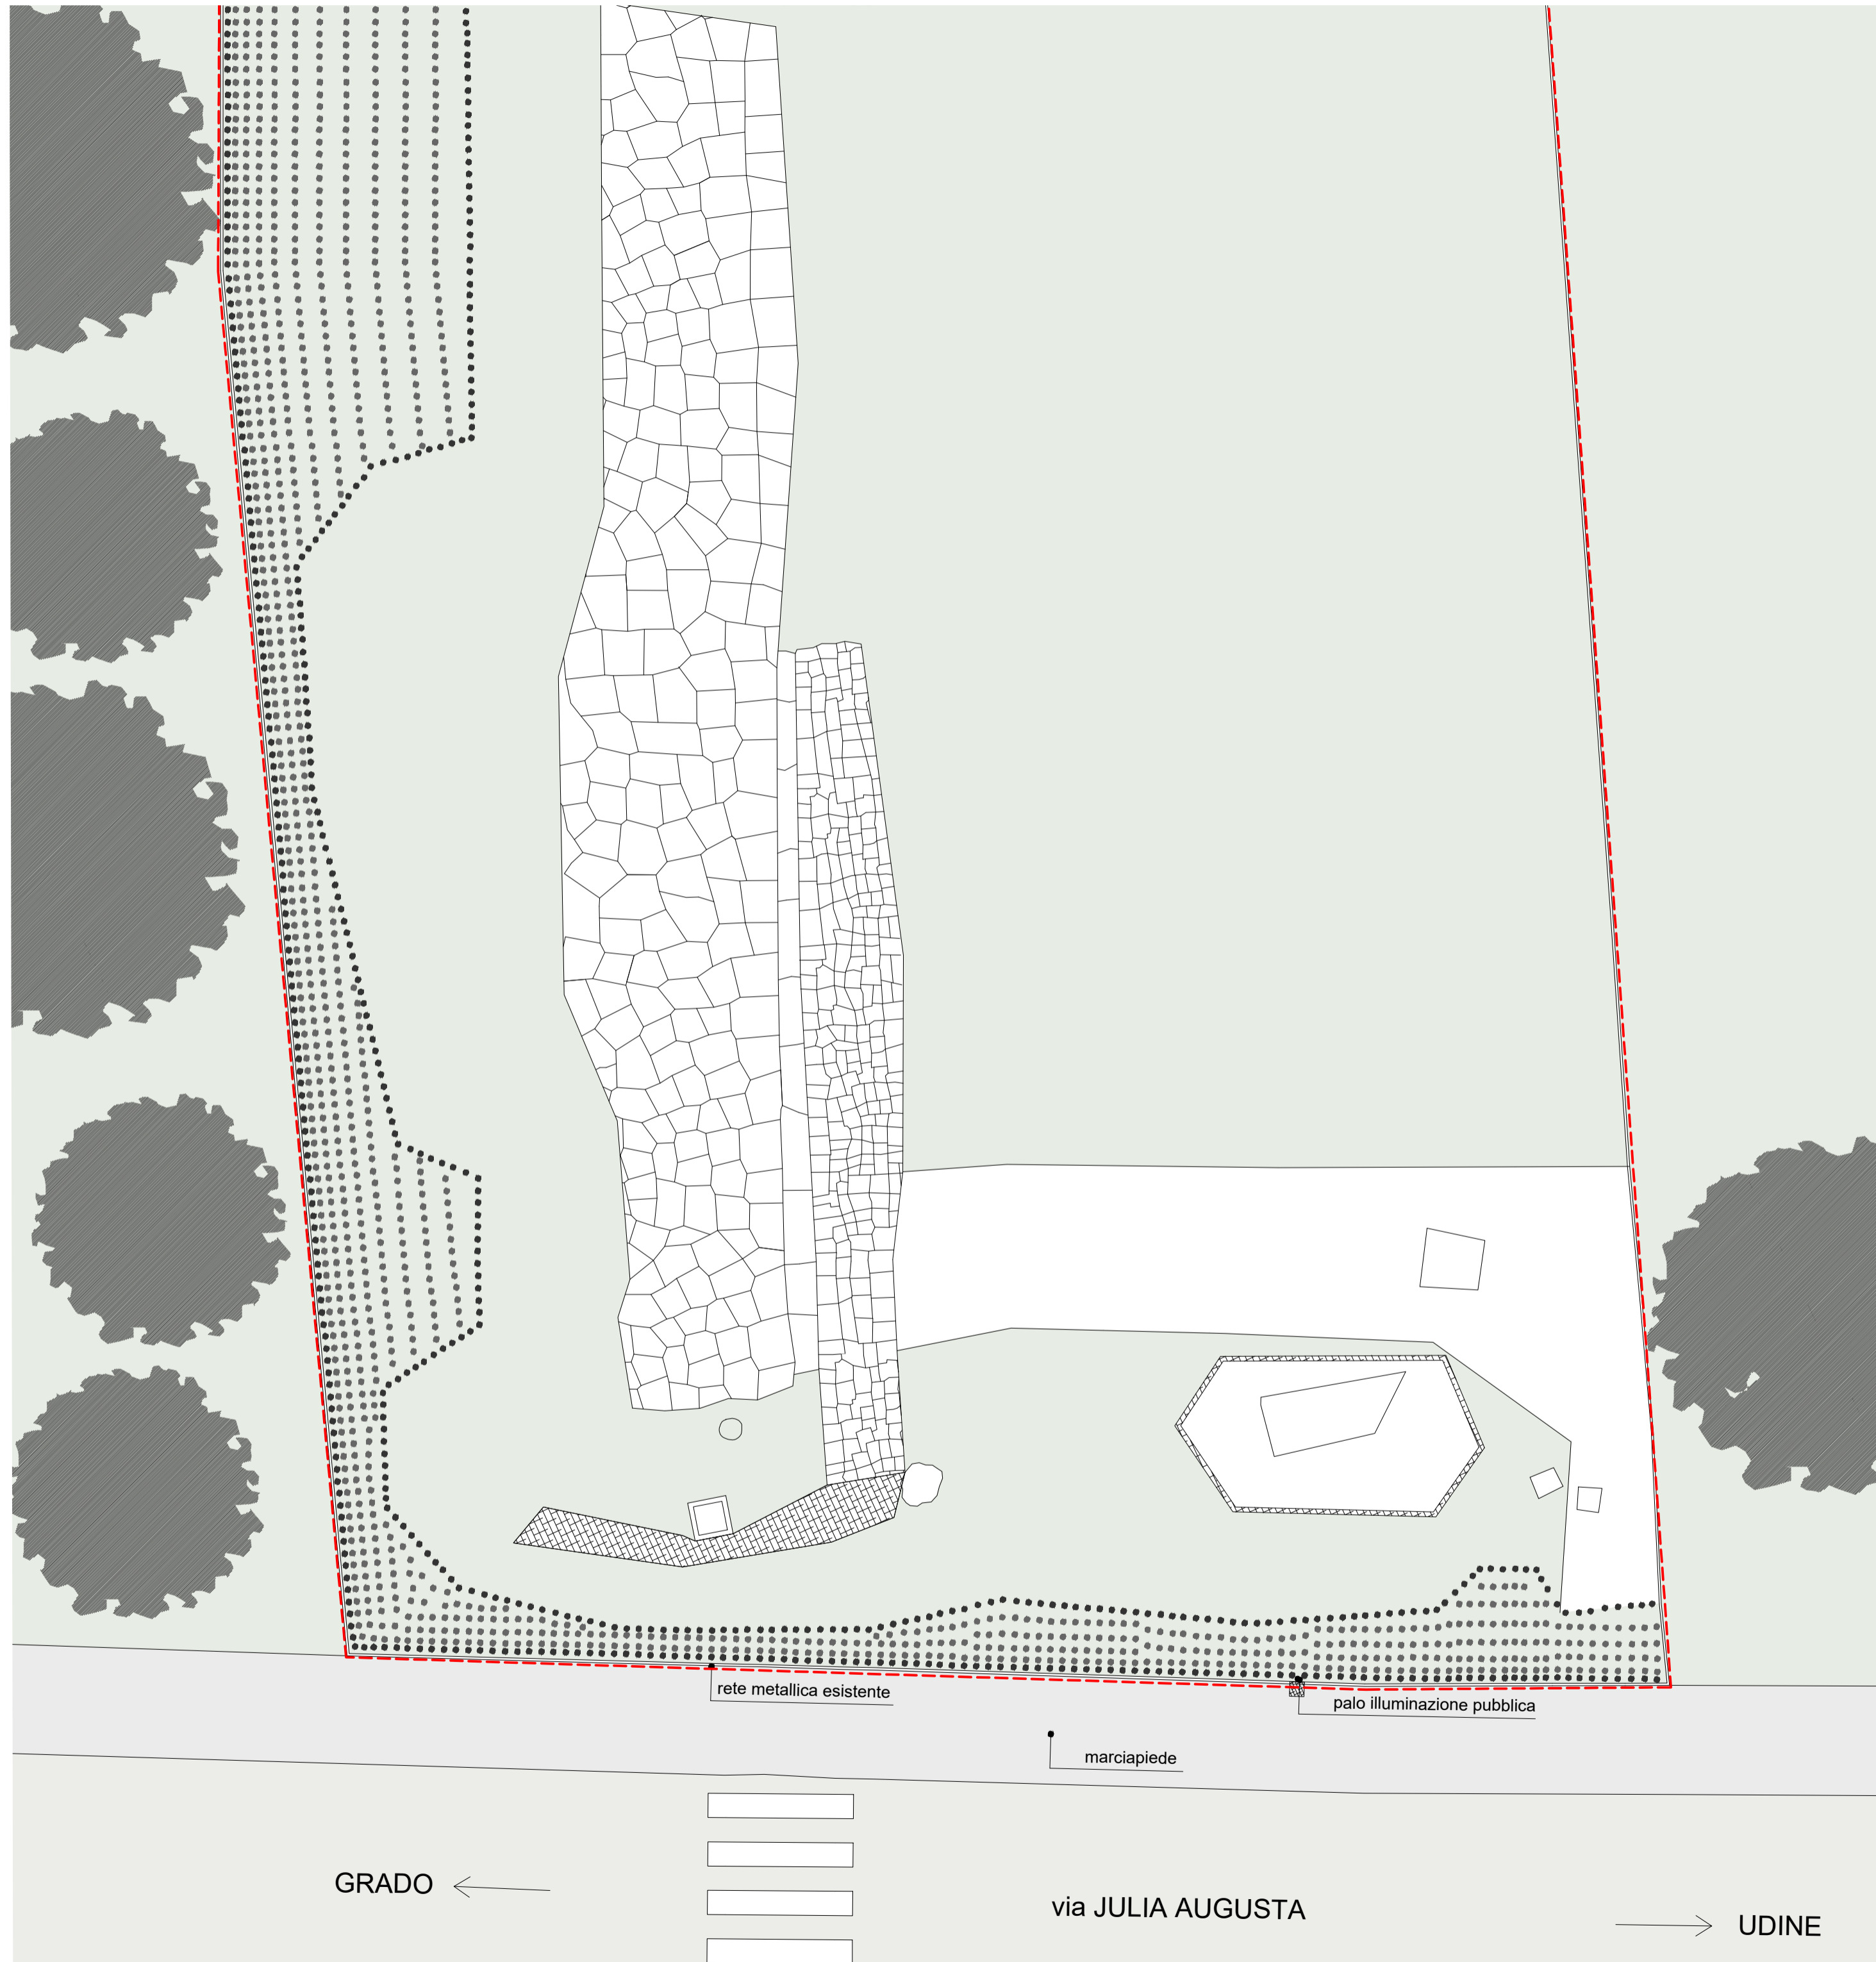 rete metallica esistente
palo illuminazione pubblica
marciapiede
GRADO
via JULIA AUGUSTA
UDINE